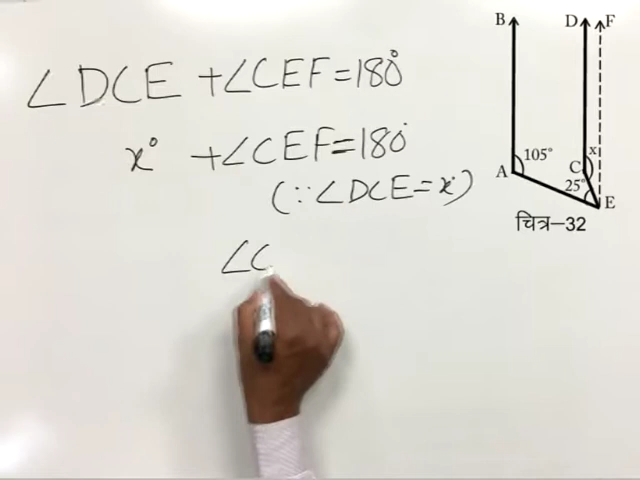 ∠DCE + ∠CEF = 180°
x° + ∠CEF = 180°
(∵ ∠DCE = x°)
∠C
B
D
F
105°
x
A
C
25°
E
चित्र–32